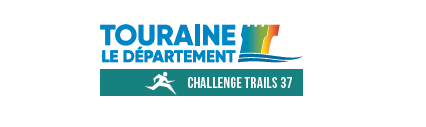 TOURAINE
LE DÉPARTEMENT
CHALLENGE TRAILS 37